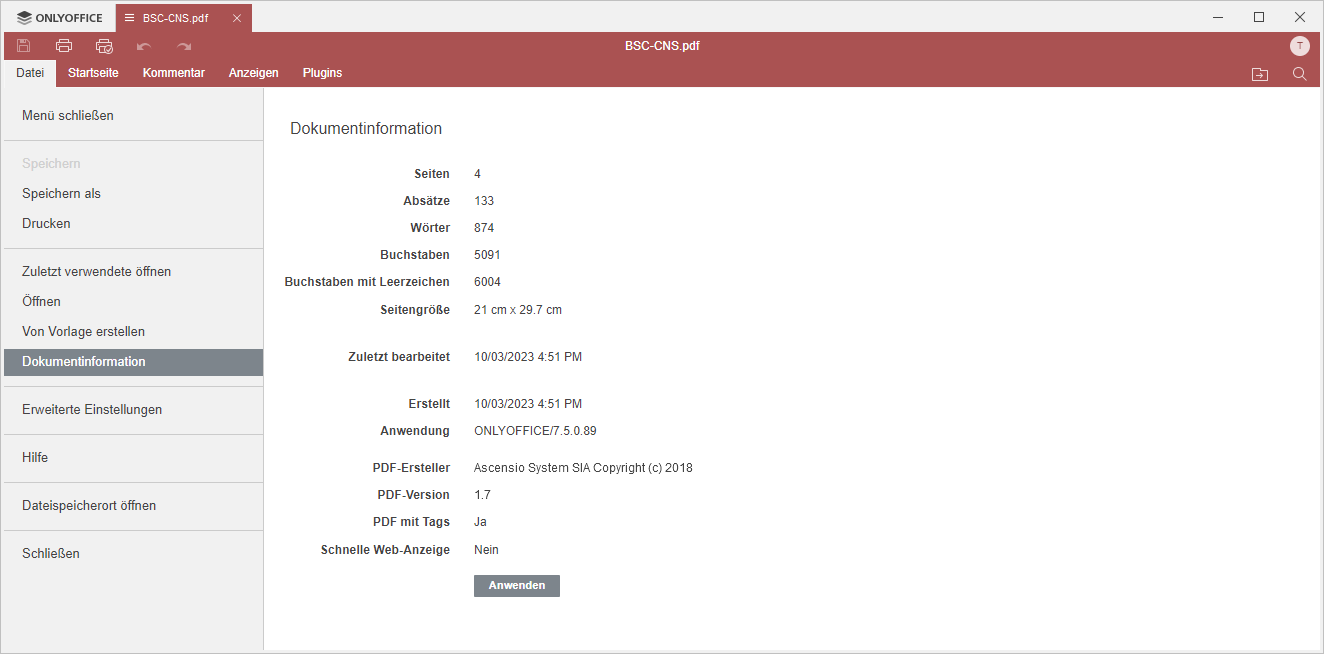 ONLYOFFICE
BSC-CNS.pdf
BSC-CNS.pdf
T
Datei Startseite Kommentar Anzeigen Plugins
Menü schließen
Speichern
Speichern als
Drucken
Zuletzt verwendete öffnen
Öffnen
Von Vorlage erstellen
Dokumentinformation
Erweiterte Einstellungen
Hilfe
Dateispeicherort öffnen
Schließen
Dokumentinformation
Seiten 4
Absätze 133
Wörter 874
Buchstaben 5091
Buchstaben mit Leerzeichen 6004
Seitengröße 21 cm x 29.7 cm
Zuletzt bearbeitet 10/03/2023 4:51 PM
Erstellt 10/03/2023 4:51 PM
Anwendung ONLYOFFICE/7.5.0.89
PDF-Ersteller Ascensio System SIA Copyright (c) 2018
PDF-Version 1.7
PDF mit Tags Ja
Schnelle Web-Anzeige Nein
Anwenden